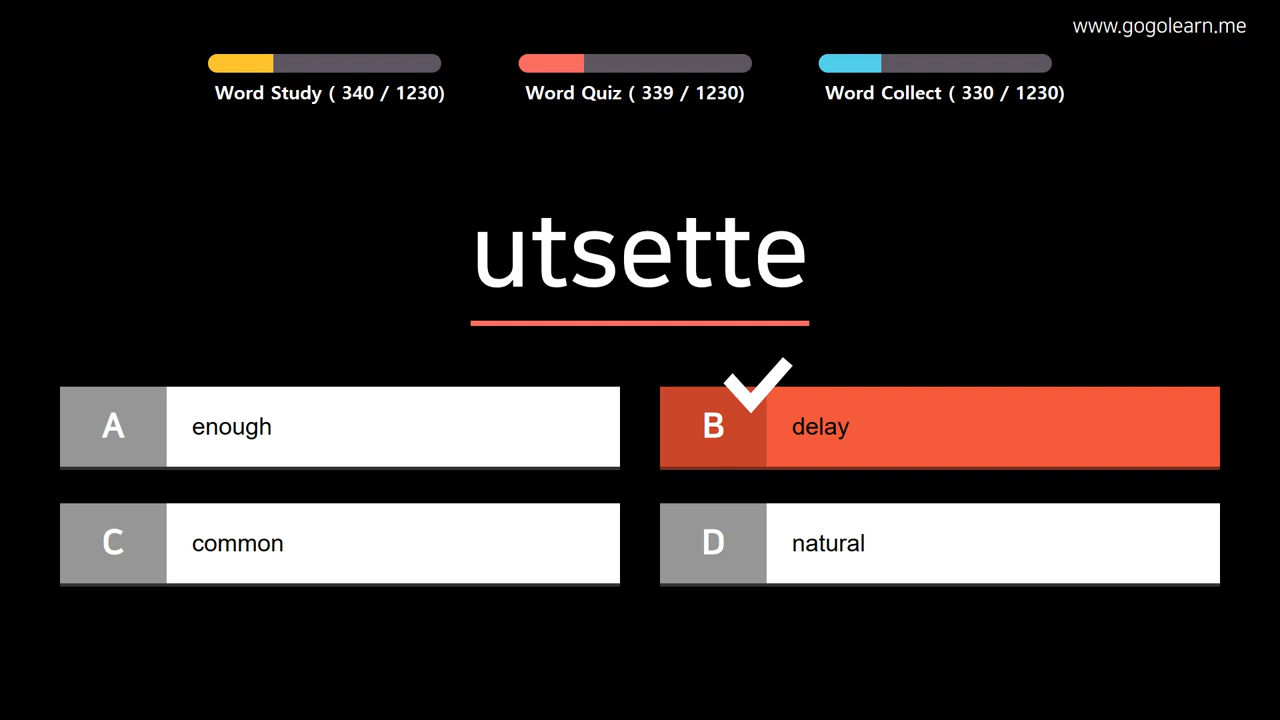 www.gogolearn.me
Word Study ( 340 / 1230)
Word Quiz ( 339 / 1230)
Word Collect ( 330 / 1230)
utsette
A enough
B delay
C common
D natural